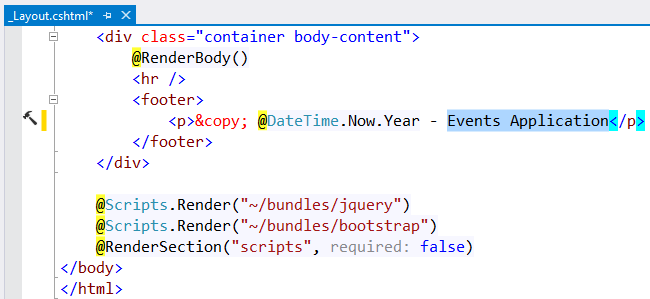 _Layout.cshtml*
<div class="container body-content">
@RenderBody()
<hr />
<footer>
<p>&copy; @DateTime.Now.Year - Events Application</p>
</footer>
</div>
@Scripts.Render("~/bundles/jquery")
@Scripts.Render("~/bundles/bootstrap")
@RenderSection("scripts", required: false)
</body>
</html>